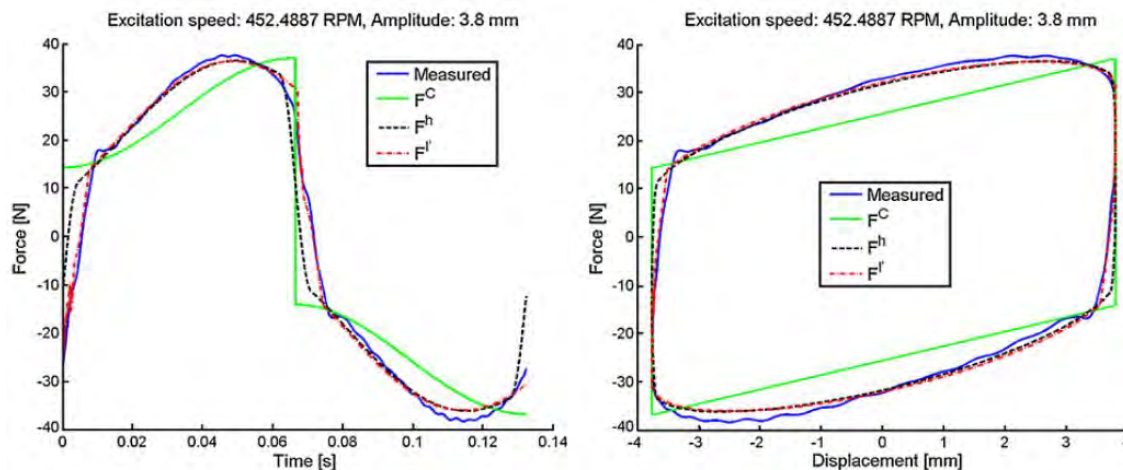 Excitation speed: 452.4887 RPM, Amplitude: 3.8 mm
40
30
20
10
0
-10
-20
-30
-40
Force [N]
Measured
F^C
F^h
F^I'
0
0.02
0.04
0.06
0.08
0.1
0.12
0.14
Time [s]
Excitation speed: 452.4887 RPM, Amplitude: 3.8 mm
40
30
20
10
0
-10
-20
-30
-40
Force [N]
Measured
F^C
F^h
F^I'
-4
-3
-2
-1
0
1
2
3
4
Displacement [mm]